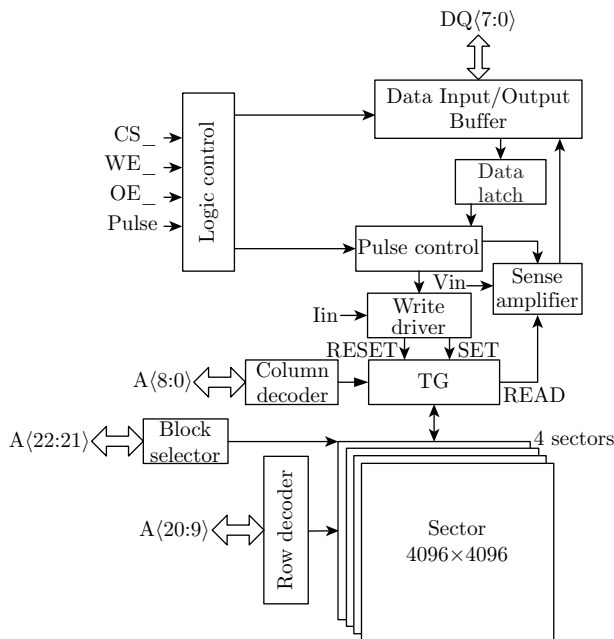 DQ⟨7:0⟩
Data Input/Output
Buffer
CS_
WE_
OE_
Pulse
Logic control
Data
latch
Pulse control
Vin
Sense
amplifier
Iin
Write
driver
RESET
SET
A⟨8:0⟩
Column
decoder
TG
READ
A⟨22:21⟩
Block
selector
4 sectors
A⟨20:9⟩
Row decoder
Sector
4096×4096